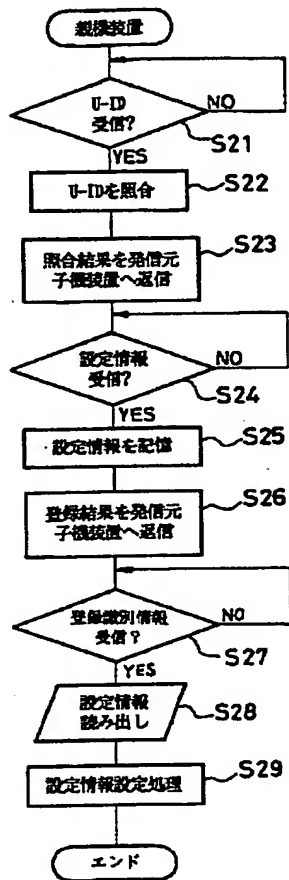 親機装置
U-ID
受信?
NO
S21
YES
U-IDを照合
S22
照合結果を発信元
子機装置へ返信
S23
設定情報
受信?
NO
S24
YES
設定情報を記憶
S25
登録結果を発信元
子機装置へ返信
S26
登録識別情報
受信?
NO
S27
YES
設定情報
読み出し
S28
設定情報設定処理
S29
エンド